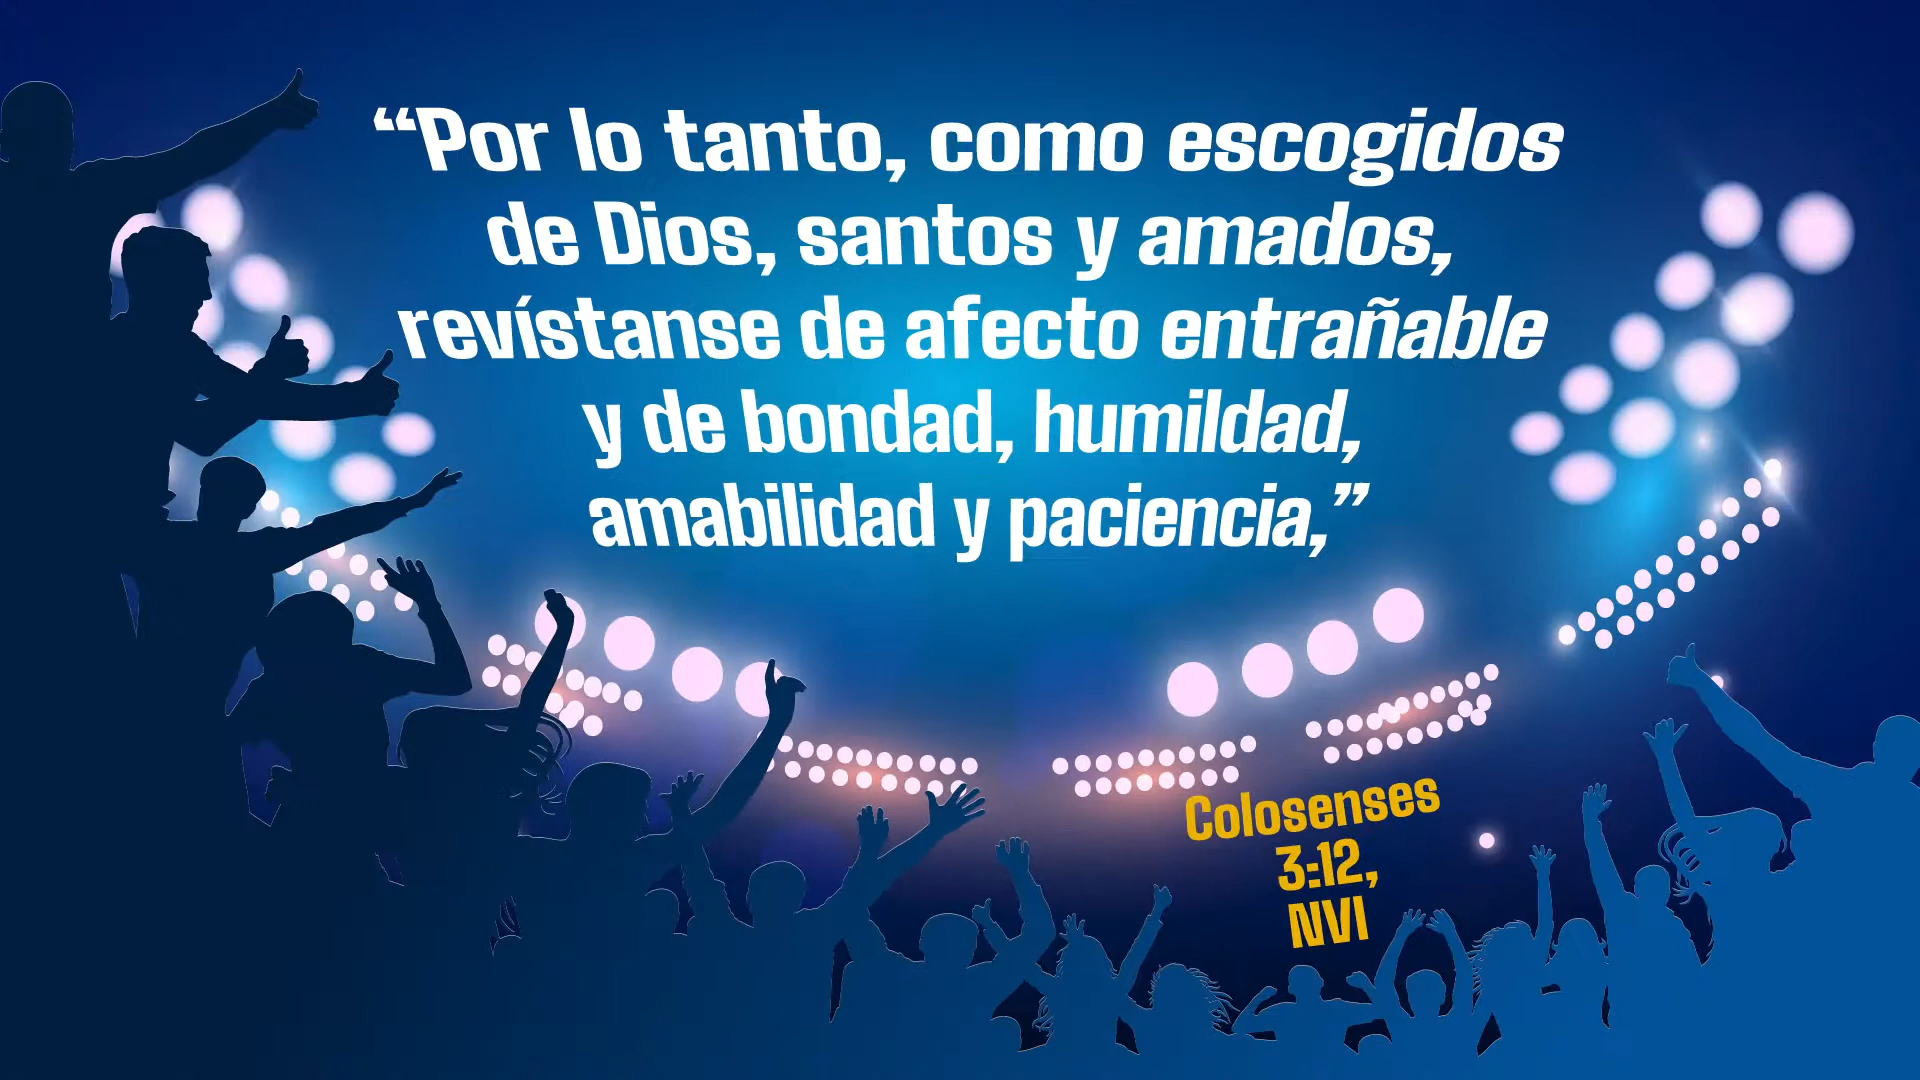 “Por lo tanto, como escogidos
de Dios, santos y amados,
revístanse de afecto entrañable
y de bondad, humildad,
amabilidad y paciencia,”
Colosenses
3:12,
NVI